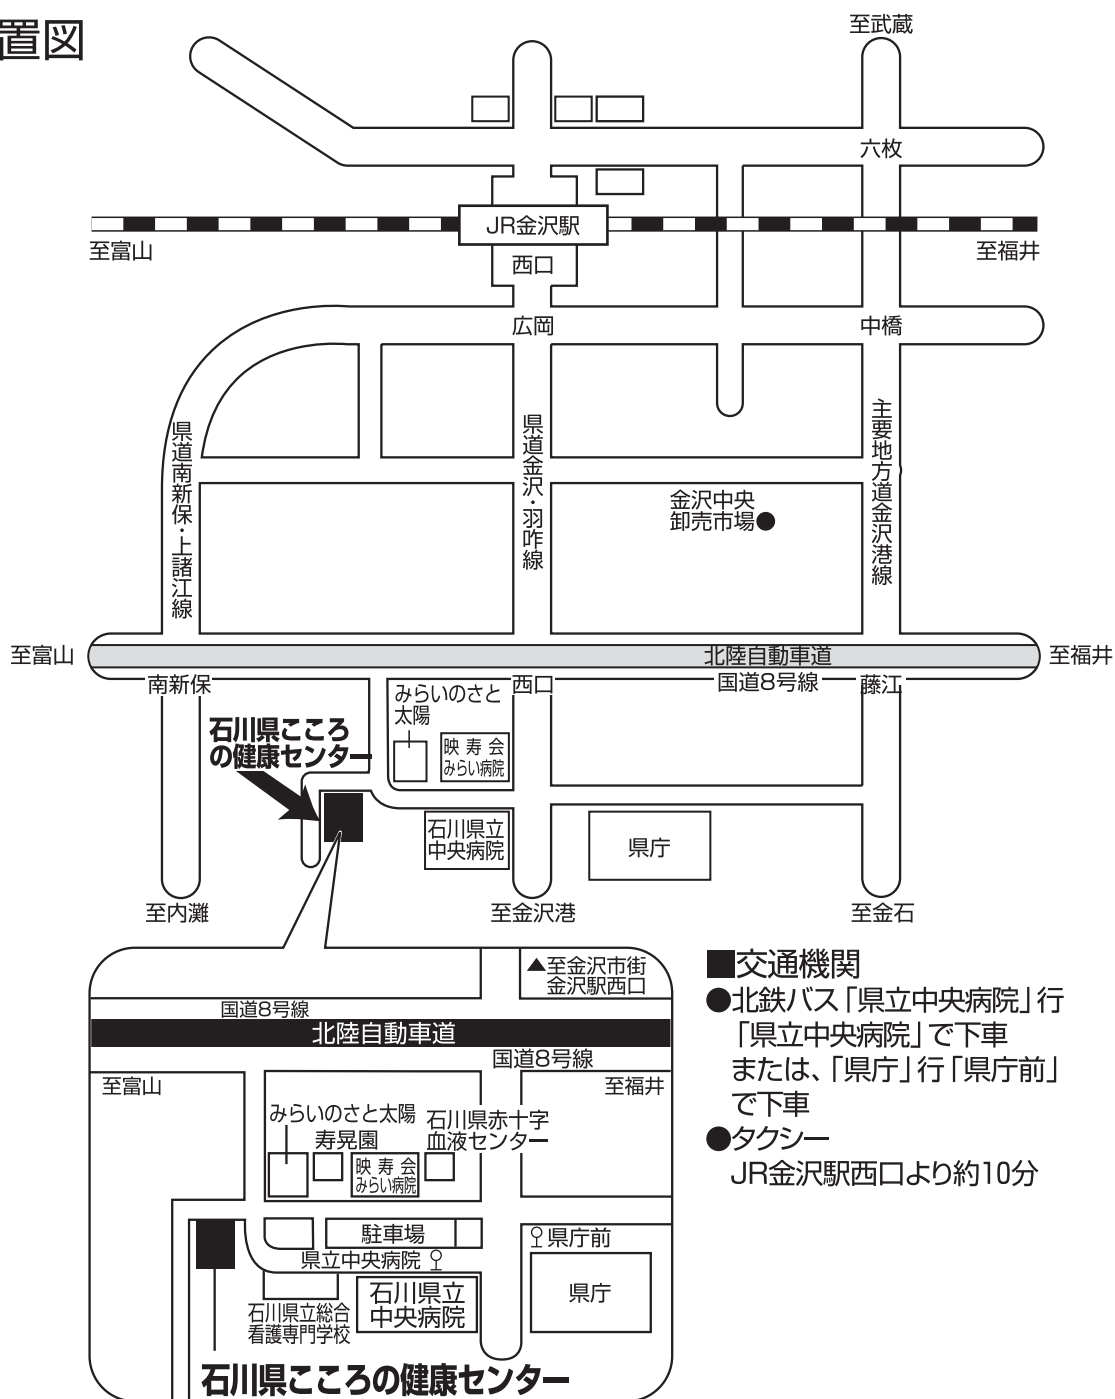 置図
至武蔵
六枚
JR金沢駅
至富山
至福井
西口
広岡
中橋
県道南新保・上諸江線
県道金沢・羽咋線
主要地方道金沢港線
金沢中央
卸売市場●
至富山
北陸自動車道
至福井
南新保
西口
国道8号線
藤江
みらいのさと
太陽
石川県こころ
の健康センター
映寿会
みらい病院
石川県立
中央病院
県庁
至内灘
至金沢港
至金石
▲至金沢市街
金沢駅西口
国道8号線
北陸自動車道
国道8号線
至富山
至福井
みらいのさと太陽
石川県赤十字
血液センター
寿晃園
映寿会
みらい病院
駐車場
県庁前
県立中央病院
石川県立
中央病院
県庁
石川県立総合
看護専門学校
石川県こころの健康センター
■交通機関
●北鉄バス「県立中央病院」行
「県立中央病院」で下車
または、「県庁」行「県庁前」
で下車
●タクシー
JR金沢駅西口より約10分